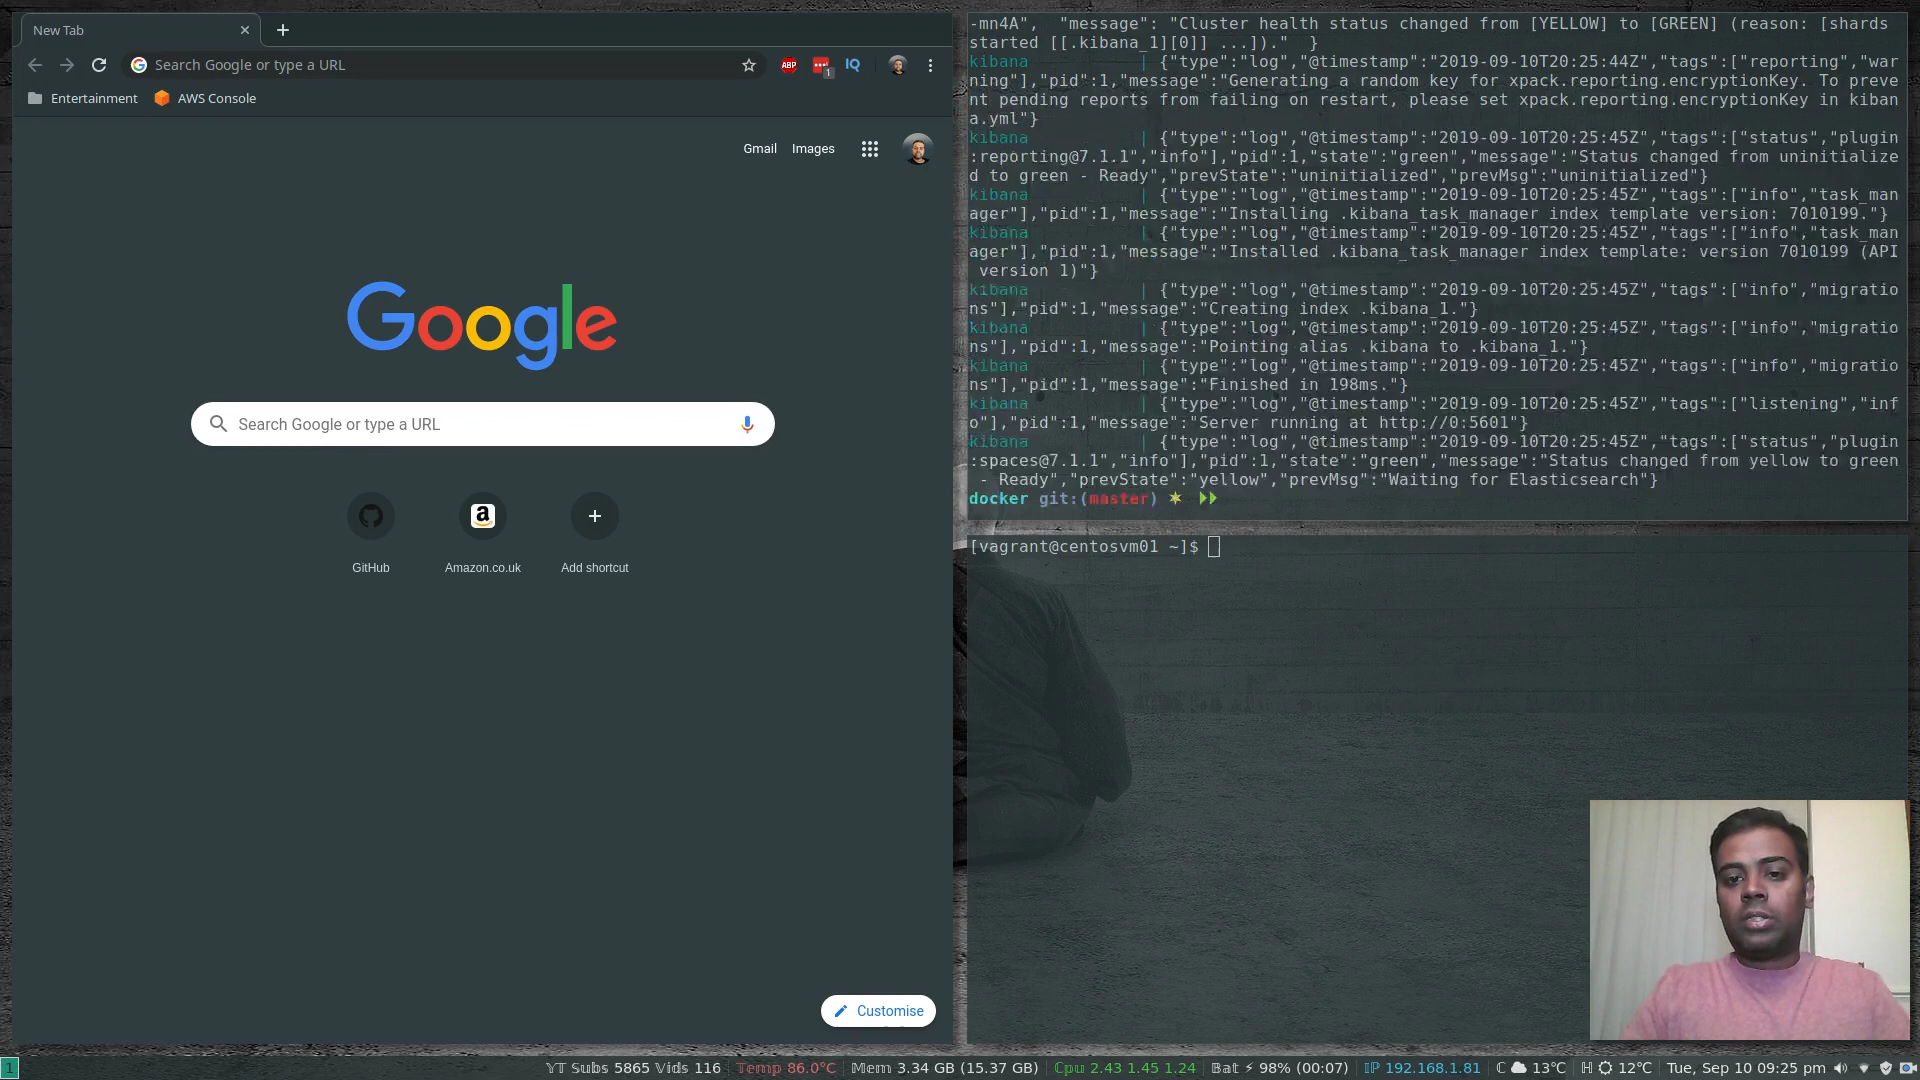 New Tab
Search Google or type a URL
ABP
1
IQ
Entertainment
AWS Console
Gmail
Images
Google
Search Google or type a URL
GitHub
Amazon.co.uk
Add shortcut
Customise
-mn4A",   "message": "Cluster health status changed from [YELLOW] to [GREEN] (reason: [shards
started [[.kibana_1][0]] ...])."  }
kibana           | {"type":"log","@timestamp":"2019-09-10T20:25:44Z","tags":["reporting","war
ning"],"pid":1,"message":"Generating a random key for xpack.reporting.encryptionKey. To preve
nt pending reports from failing on restart, please set xpack.reporting.encryptionKey in kiban
a.yml"}
kibana           | {"type":"log","@timestamp":"2019-09-10T20:25:45Z","tags":["status","plugin
:reporting@7.1.1","info"],"pid":1,"state":"green","message":"Status changed from uninitialize
d to green - Ready","prevState":"uninitialized","prevMsg":"uninitialized"}
kibana           | {"type":"log","@timestamp":"2019-09-10T20:25:45Z","tags":["info","task_man
ager"],"pid":1,"message":"Installing .kibana_task_manager index template version: 7010199."}
kibana           | {"type":"log","@timestamp":"2019-09-10T20:25:45Z","tags":["info","task_man
ager"],"pid":1,"message":"Installed .kibana_task_manager index template: version 7010199 (API
 version 1)"}
kibana           | {"type":"log","@timestamp":"2019-09-10T20:25:45Z","tags":["info","migratio
ns"],"pid":1,"message":"Creating index .kibana_1."}
kibana           | {"type":"log","@timestamp":"2019-09-10T20:25:45Z","tags":["info","migratio
ns"],"pid":1,"message":"Pointing alias .kibana to .kibana_1."}
kibana           | {"type":"log","@timestamp":"2019-09-10T20:25:45Z","tags":["info","migratio
ns"],"pid":1,"message":"Finished in 198ms."}
kibana           | {"type":"log","@timestamp":"2019-09-10T20:25:45Z","tags":["listening","inf
o"],"pid":1,"message":"Server running at http://0:5601"}
kibana           | {"type":"log","@timestamp":"2019-09-10T20:25:45Z","tags":["status","plugin
:spaces@7.1.1","info"],"pid":1,"state":"green","message":"Status changed from yellow to green
 - Ready","prevState":"yellow","prevMsg":"Waiting for Elasticsearch"}
docker git:(master)
[vagrant@centosvm01 ~]$
1
YT Subs 5865 Vids 116 | Temp 86.0°C | Mem 3.34 GB (15.37 GB) | Cpu 2.43 1.45 1.24 | Bat ⚡ 98% (00:07) | IP 192.168.1.81 | C 13°C | H 12°C | Tue, Sep 10 09:25 pm